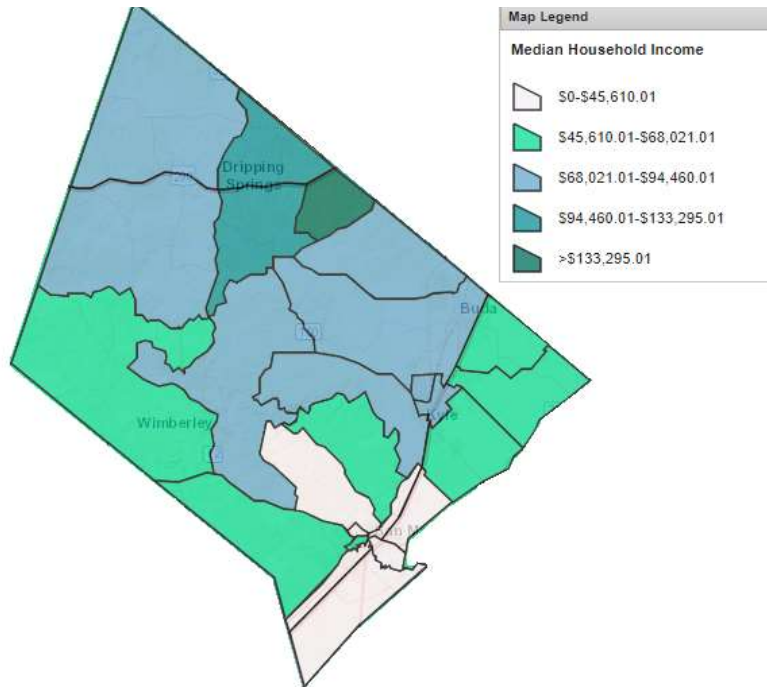 Map Legend
Median Household Income
$0-$45,610.01
$45,610.01-$68,021.01
$68,021.01-$94,460.01
$94,460.01-$133,295.01
>$133,295.01
Dripping
Springs
Buda
Kyle
Wimberley